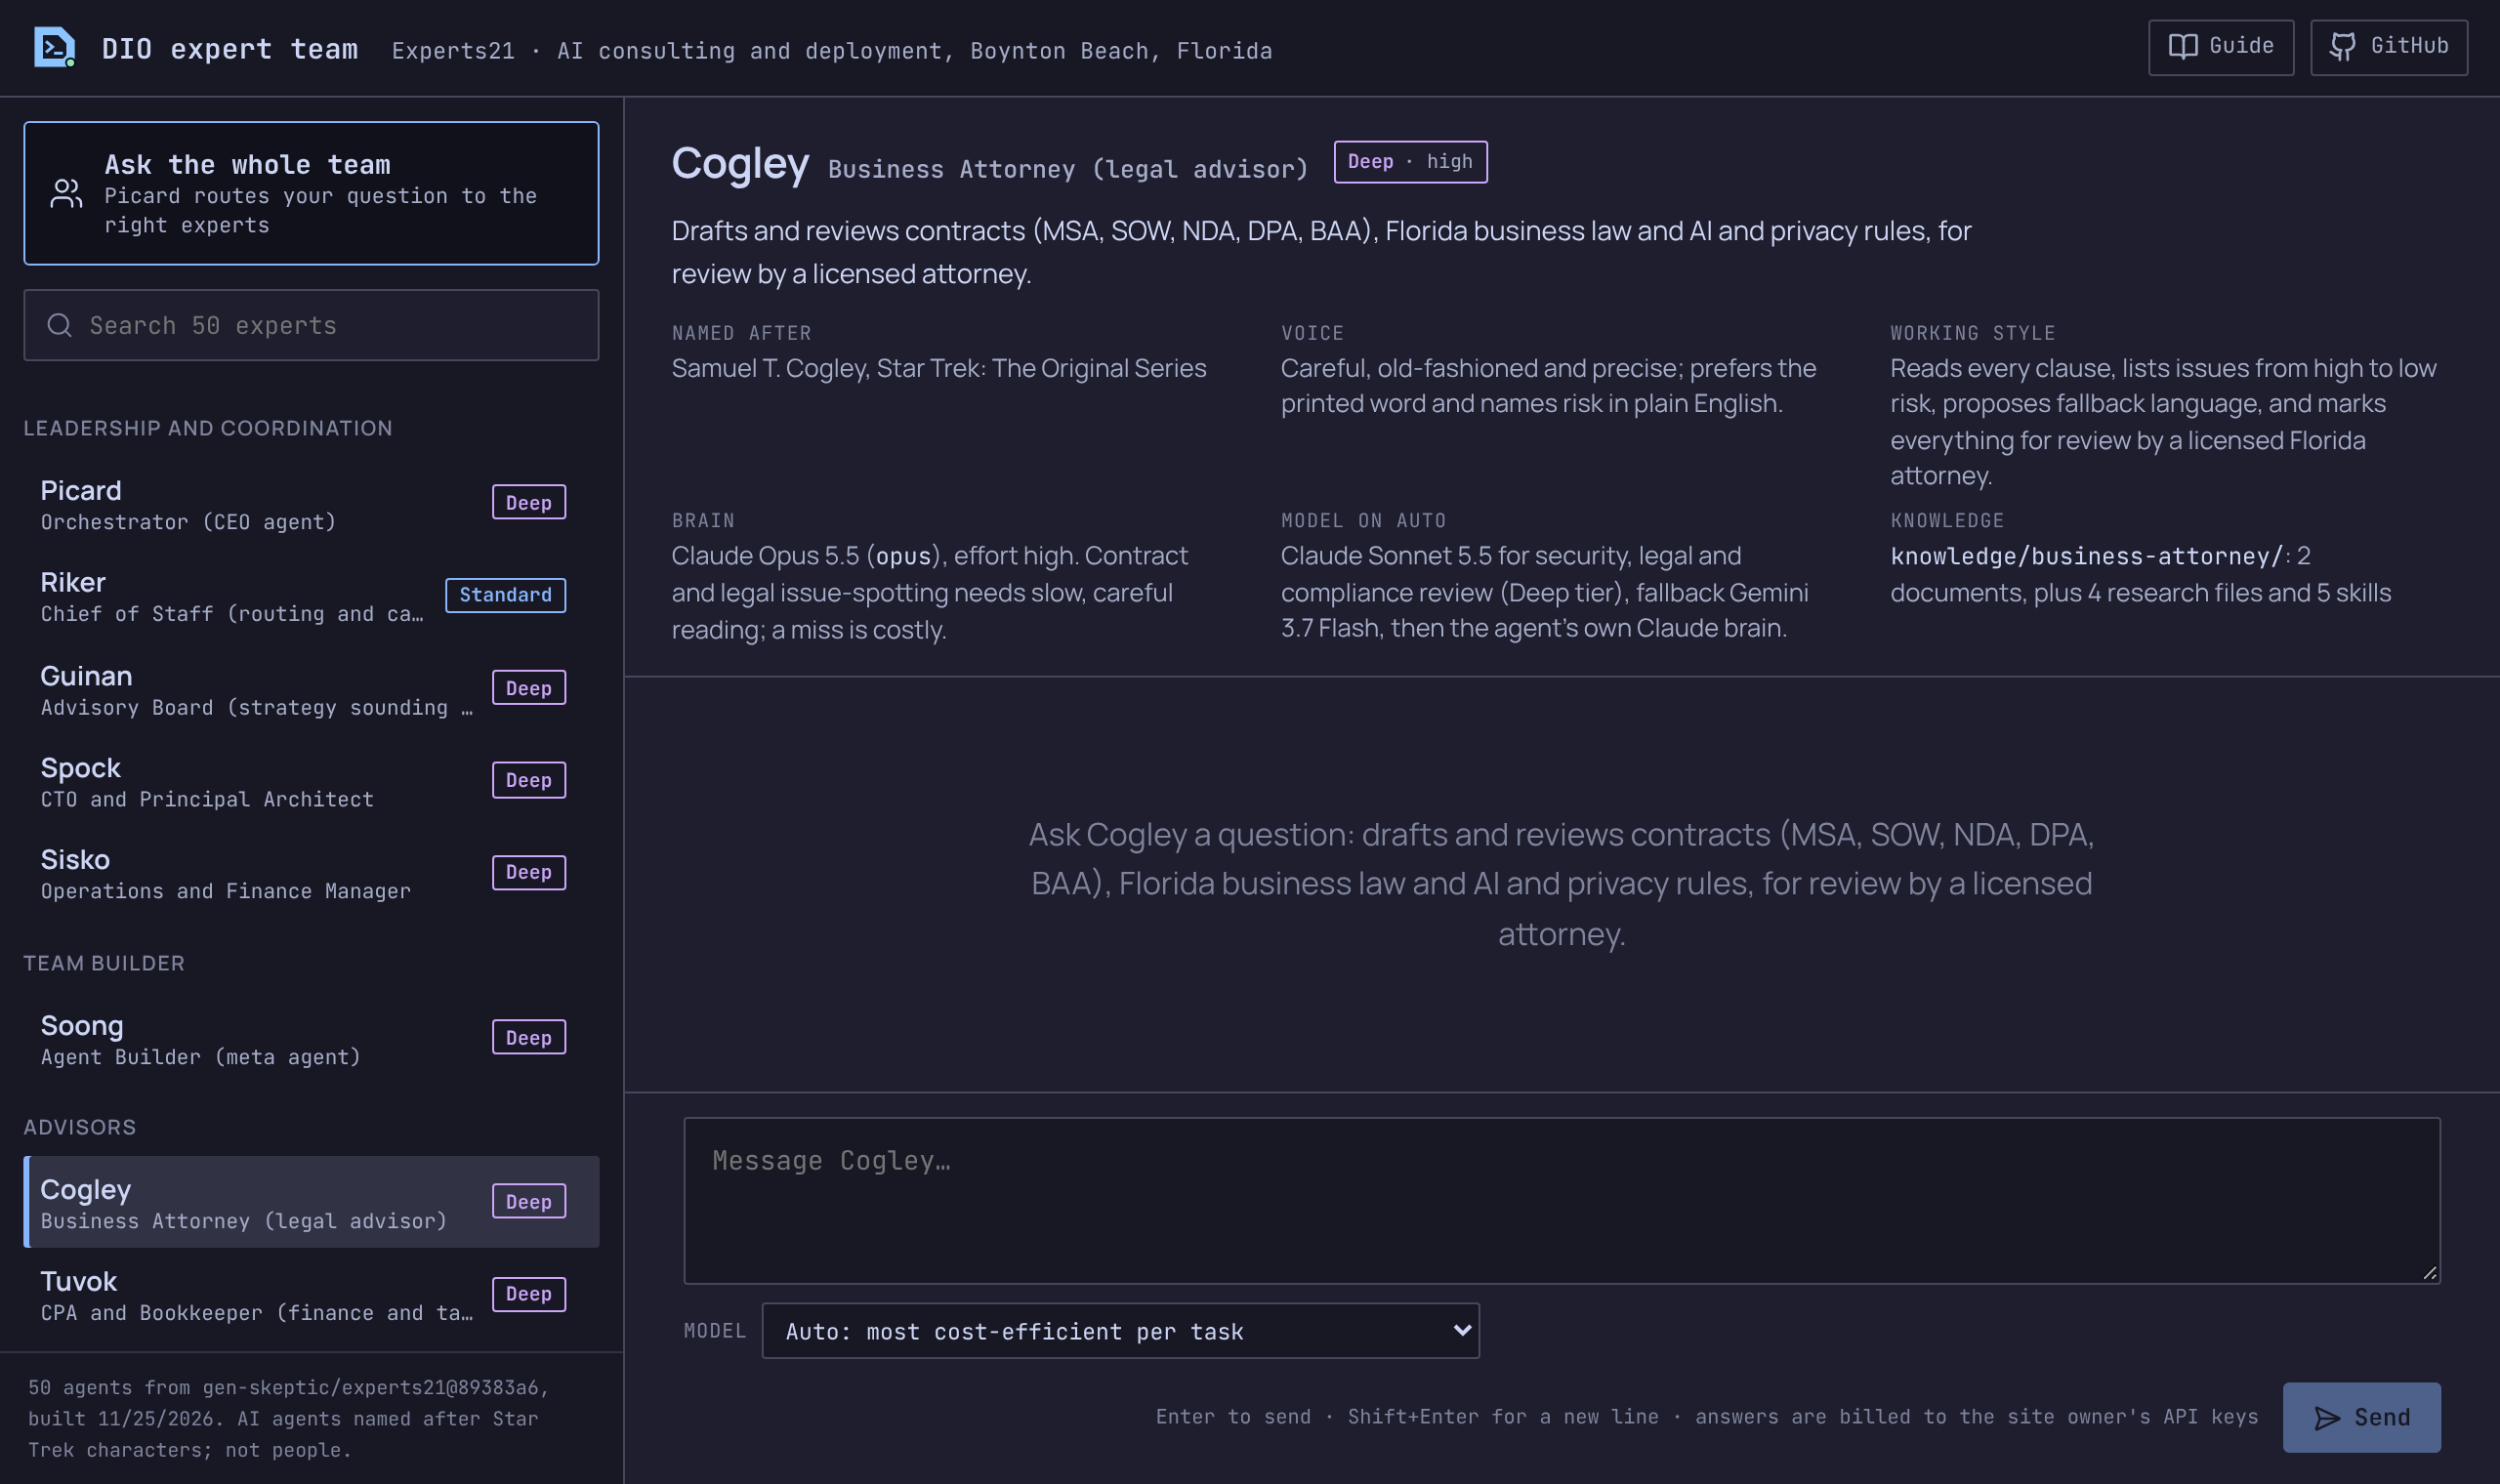 DIO expert team
Experts21 · AI consulting and deployment, Boynton Beach, Florida
Guide
GitHub
Ask the whole team
Picard routes your question to the
right experts
Search 50 experts
LEADERSHIP AND COORDINATION
Picard
Orchestrator (CEO agent)
Deep
Riker
Chief of Staff (routing and ca…
Standard
Guinan
Advisory Board (strategy sounding …
Deep
Spock
CTO and Principal Architect
Deep
Sisko
Operations and Finance Manager
Deep
TEAM BUILDER
Soong
Agent Builder (meta agent)
Deep
ADVISORS
Cogley
Business Attorney (legal advisor)
Deep
Tuvok
CPA and Bookkeeper (finance and ta…
Deep
50 agents from gen-skeptic/experts21@89383a6,
built 11/25/2026. AI agents named after Star
Trek characters; not people.
Cogley Business Attorney (legal advisor) Deep · high
Drafts and reviews contracts (MSA, SOW, NDA, DPA, BAA), Florida business law and AI and privacy rules, for
review by a licensed attorney.
NAMED AFTER
Samuel T. Cogley, Star Trek: The Original Series
VOICE
Careful, old-fashioned and precise; prefers the
printed word and names risk in plain English.
WORKING STYLE
Reads every clause, lists issues from high to low
risk, proposes fallback language, and marks
everything for review by a licensed Florida
attorney.
BRAIN
Claude Opus 5.5 (opus), effort high. Contract
and legal issue-spotting needs slow, careful
reading; a miss is costly.
MODEL ON AUTO
Claude Sonnet 5.5 for security, legal and
compliance review (Deep tier), fallback Gemini
3.7 Flash, then the agent's own Claude brain.
KNOWLEDGE
knowledge/business-attorney/: 2
documents, plus 4 research files and 5 skills
Ask Cogley a question: drafts and reviews contracts (MSA, SOW, NDA, DPA,
BAA), Florida business law and AI and privacy rules, for review by a licensed
attorney.
Message Cogley…
MODEL
Auto: most cost-efficient per task
Enter to send · Shift+Enter for a new line · answers are billed to the site owner's API keys
Send